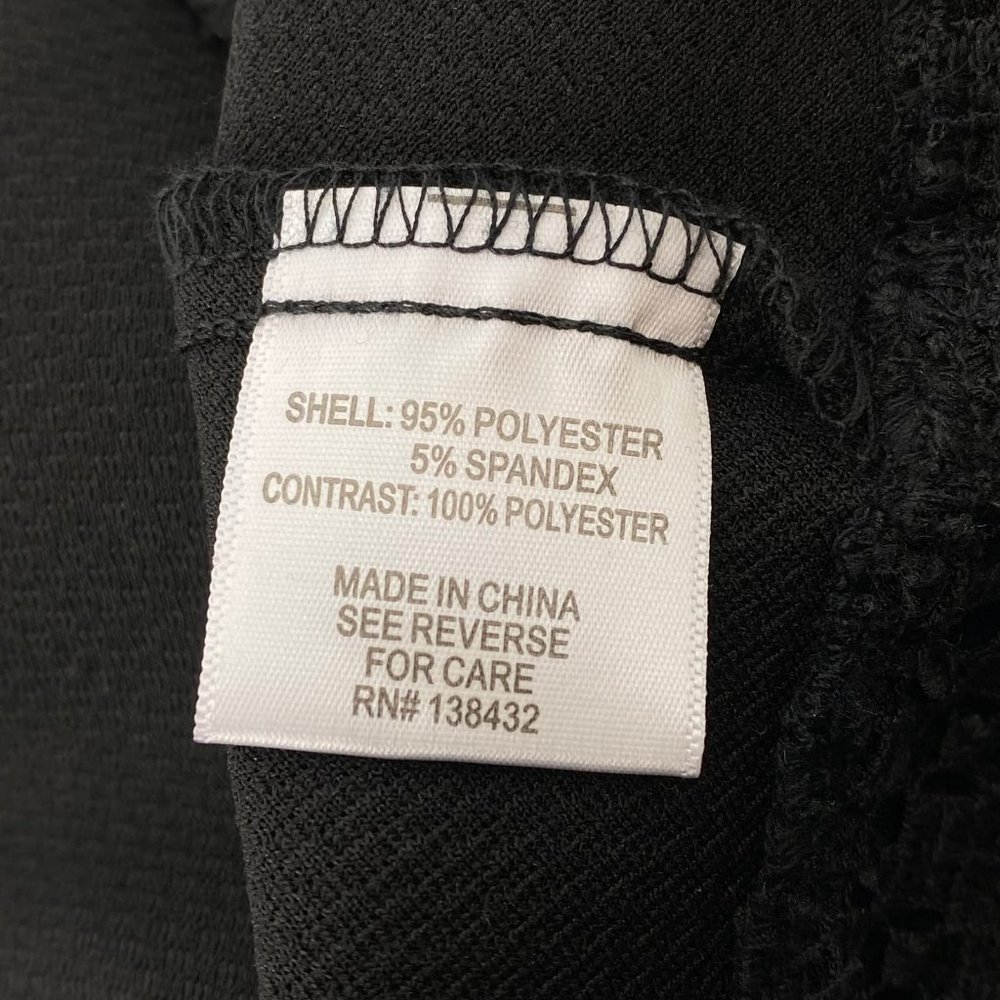 SHELL: 95% POLYESTER
5% SPANDEX
CONTRAST: 100% POLYESTER
MADE IN CHINA
SEE REVERSE
FOR CARE
RN# 138432